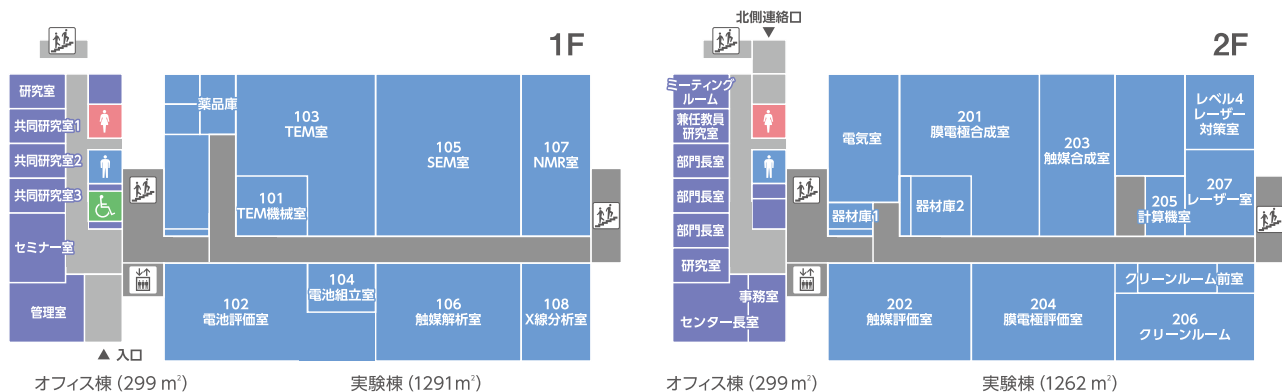 1F
研究室
共同研究室1
共同研究室2
共同研究室3
セミナー室
管理室
薬品庫
103
TEM室
101
TEM機械室
105
SEM室
107
NMR室
102
電池評価室
104
電池組立室
106
触媒解析室
108
X線分析室
▲ 入口
オフィス棟 (299 m²)
実験棟 (1291m²)
北側連絡口
▼
2F
ミーティング
ルーム
兼任教員
研究室
部門長室
部門長室
部門長室
研究室
事務室
センター長室
電気室
器材庫1
器材庫2
201
膜電極合成室
203
触媒合成室
レベル4
レーザー
対策室
205
計算機室
207
レーザー室
202
触媒評価室
204
膜電極評価室
クリーンルーム前室
206
クリーンルーム
オフィス棟 (299 m²)
実験棟 (1262 m²)